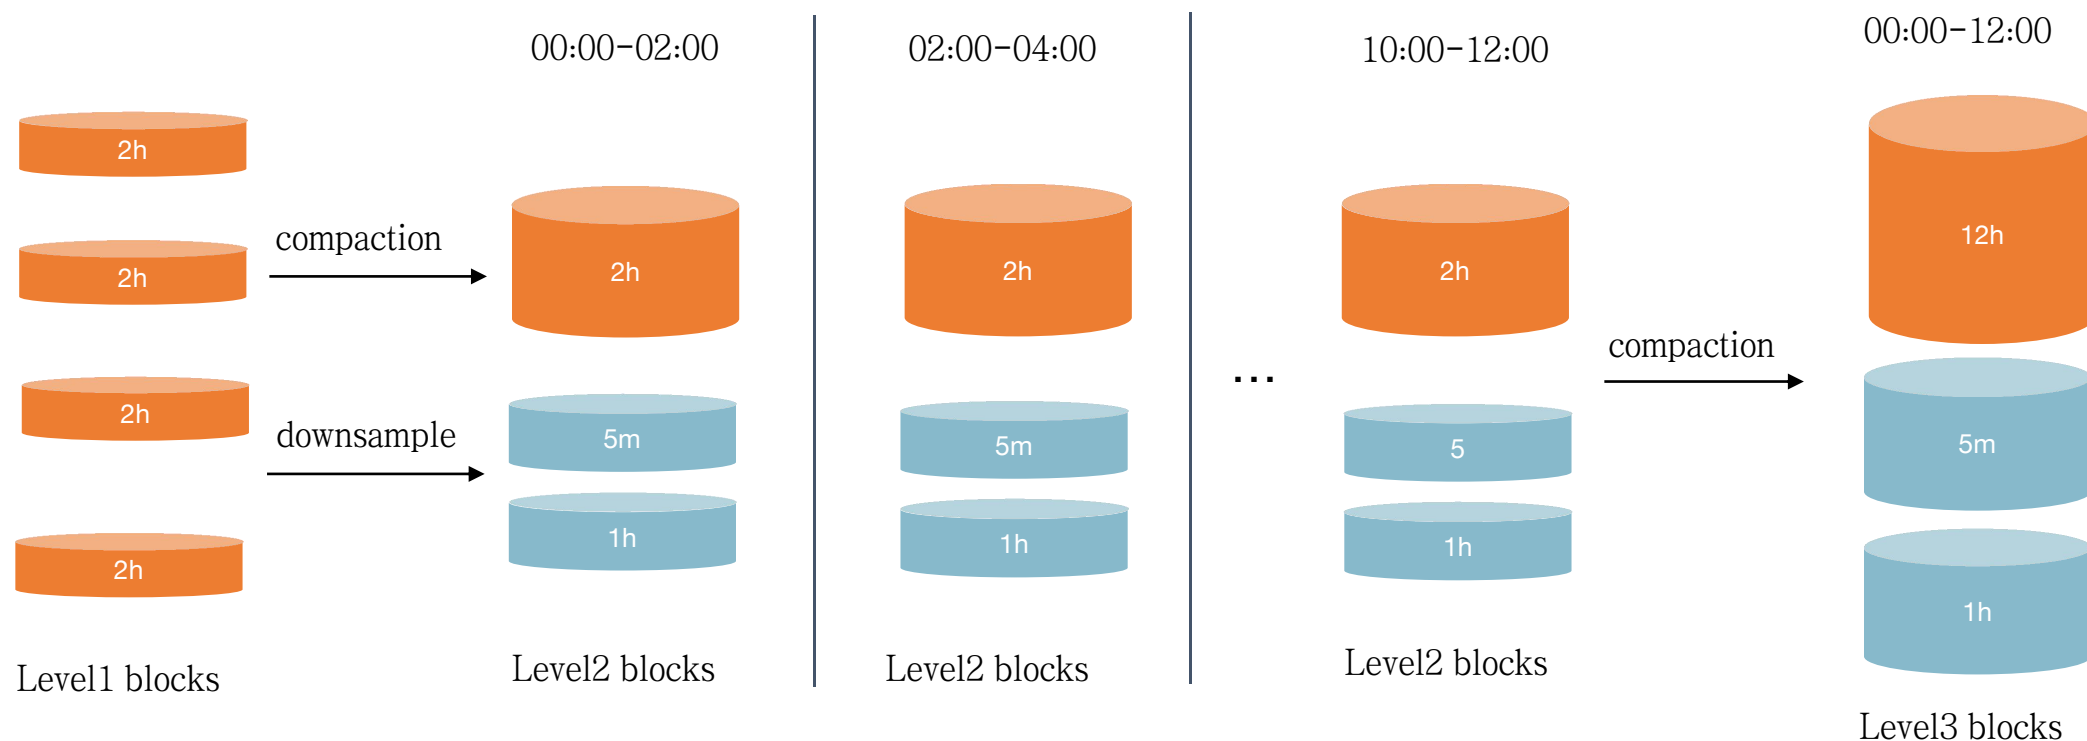 00:00-02:00
02:00-04:00
10:00-12:00
00:00-12:00
2h
2h
2h
2h
Level1 blocks
compaction
downsample
2h
5m
1h
Level2 blocks
2h
5m
1h
Level2 blocks
...
2h
5
1h
Level2 blocks
compaction
12h
5m
1h
Level3 blocks